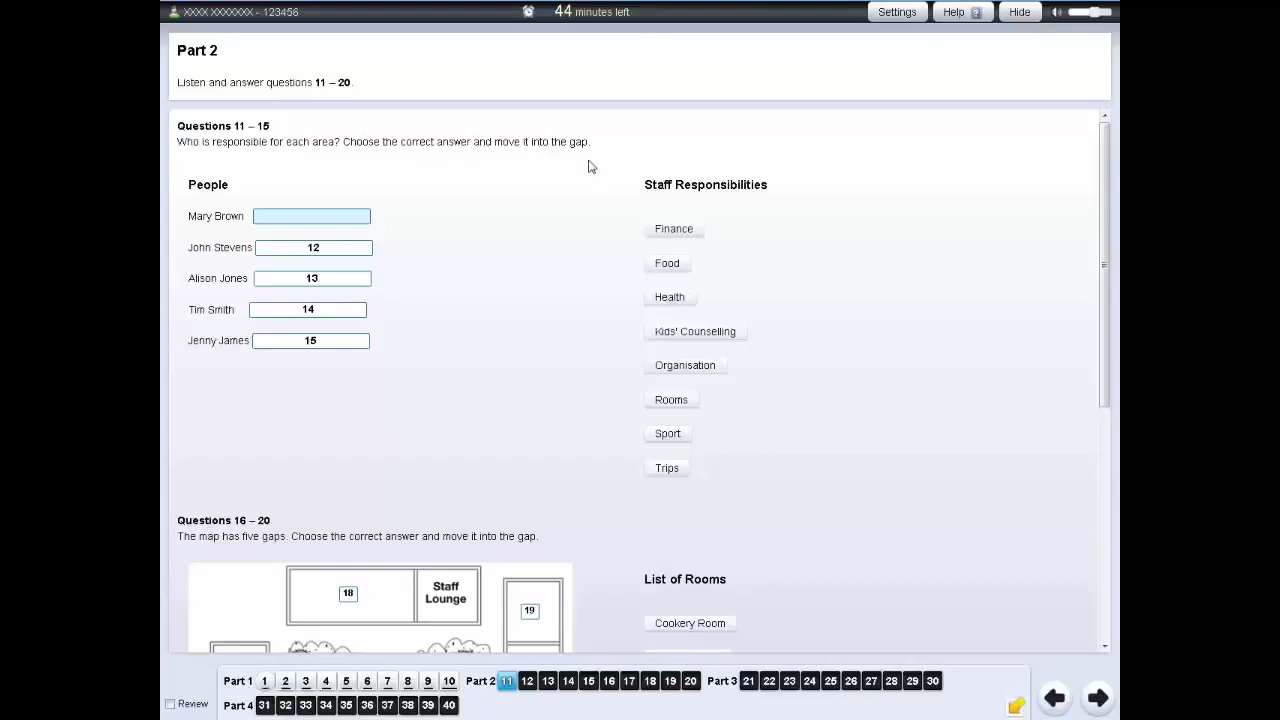 XXXX XXXXXXX - 123456
44 minutes left
Settings
Help ?
Hide
Part 2
Listen and answer questions 11 – 20.
Questions 11 – 15
Who is responsible for each area? Choose the correct answer and move it into the gap.
People
Mary Brown
John Stevens 12
Alison Jones 13
Tim Smith 14
Jenny James 15
Staff Responsibilities
Finance
Food
Health
Kids' Counselling
Organisation
Rooms
Sport
Trips
Questions 16 – 20
The map has five gaps. Choose the correct answer and move it into the gap.
18
Staff
Lounge
19
List of Rooms
Cookery Room
Part 1 1 2 3 4 5 6 7 8 9 10 Part 2 11 12 13 14 15 16 17 18 19 20 Part 3 21 22 23 24 25 26 27 28 29 30
Review
Part 4 31 32 33 34 35 36 37 38 39 40